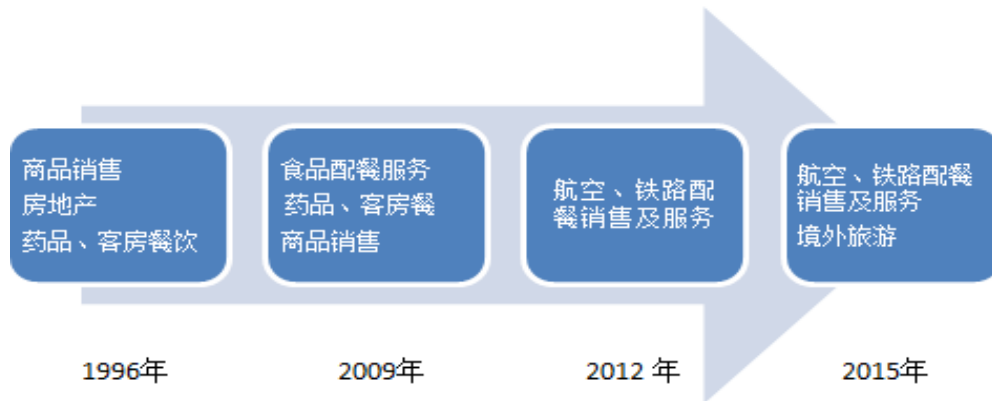 商品销售
房地产
药品、客房餐饮
食品配餐服务
药品、客房餐
商品销售
航空、铁路配
餐销售及服务
航空、铁路配餐
销售及服务
境外旅游
1996年
2009年
2012 年
2015年